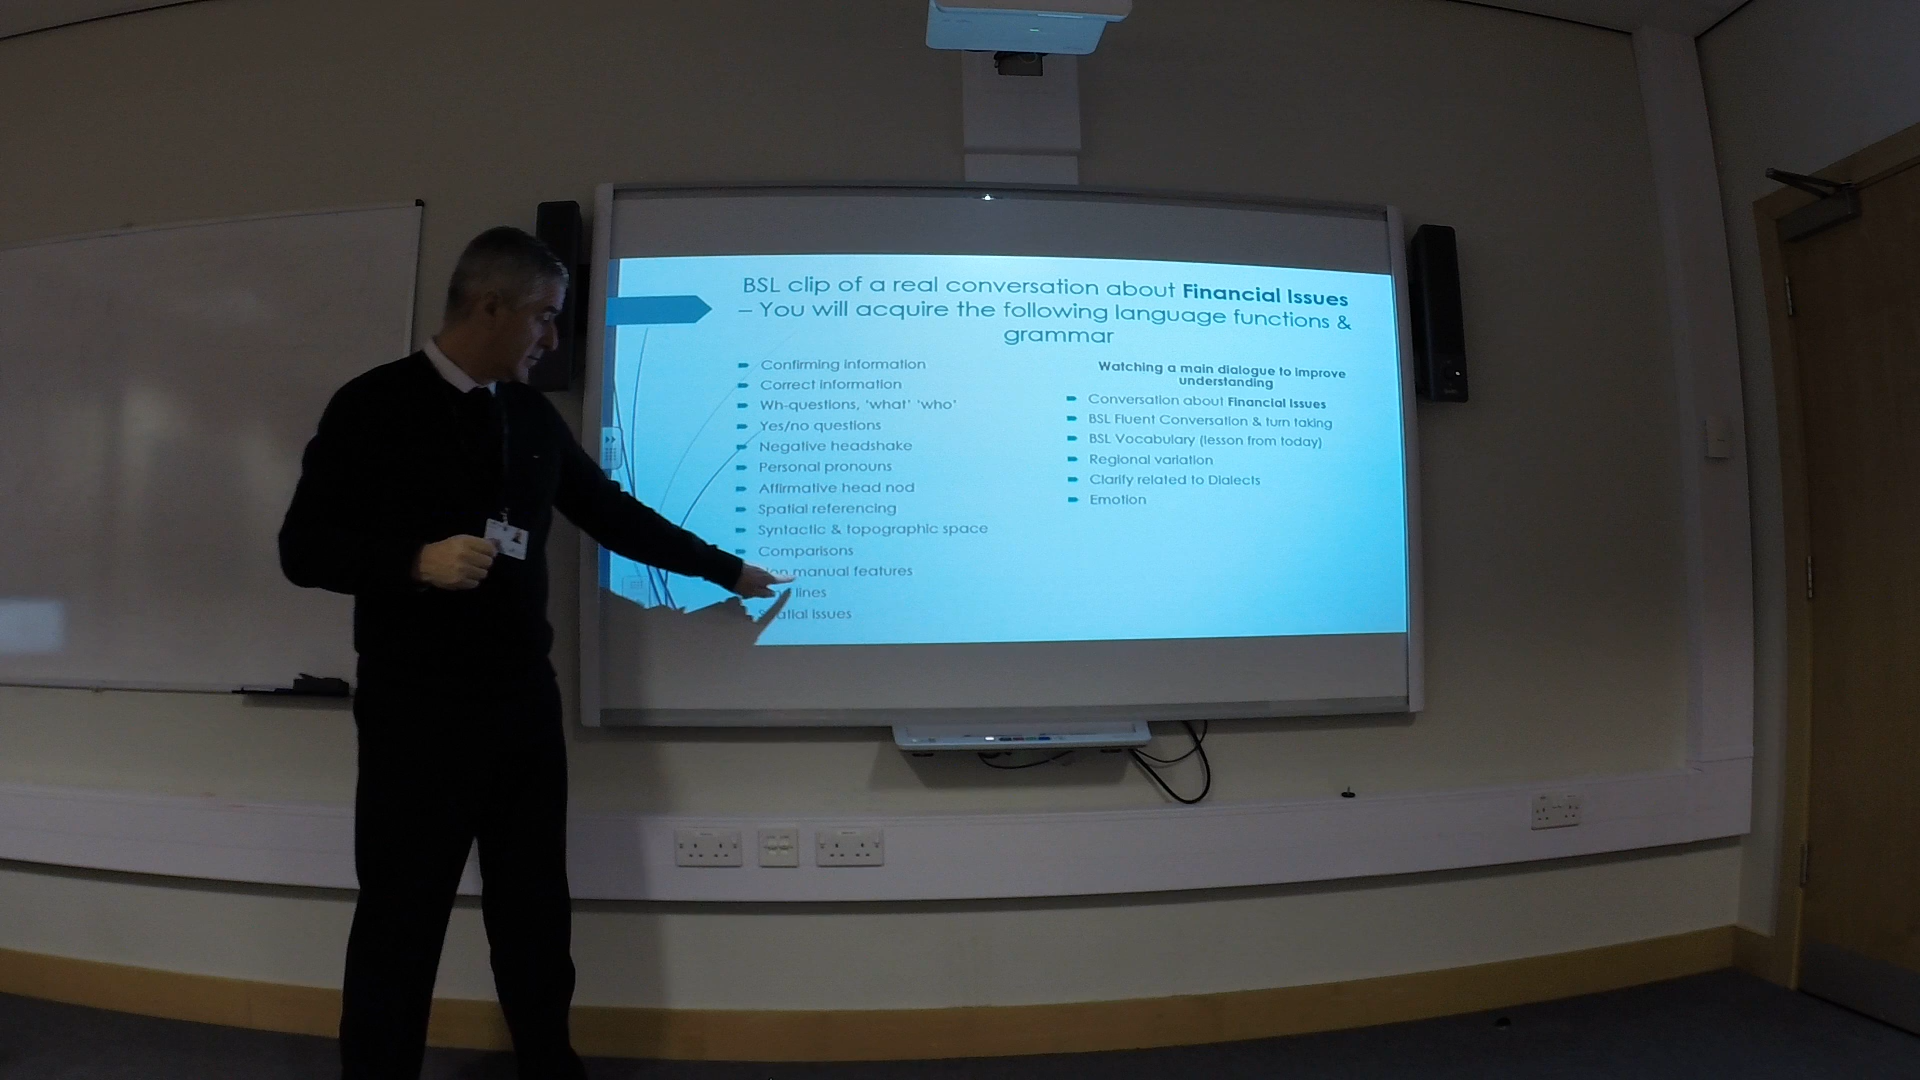 BSL clip of a real conversation about Financial Issues
– You will acquire the following language functions &
grammar
Confirming information
Correct information
Wh-questions, ‘what’ ‘who’
Yes/no questions
Negative headshake
Personal pronouns
Affirmative head nod
Spatial referencing
Syntactic & topographic space
Comparisons
manual features
lines
Spatial issues
Watching a main dialogue to improve
understanding
Conversation about Financial Issues
BSL Fluent Conversation & turn taking
BSL Vocabulary (lesson from today)
Regional variation
Clarify related to Dialects
Emotion